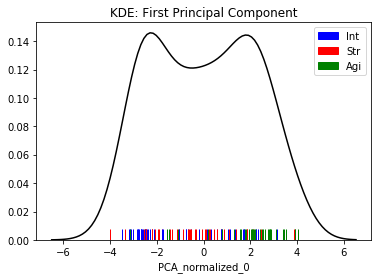 KDE: First Principal Component
0.14
0.12
0.10
0.08
0.06
0.04
0.02
0.00
Int
Str
Agi
−6 −4 −2 0 2 4 6
PCA_normalized_0